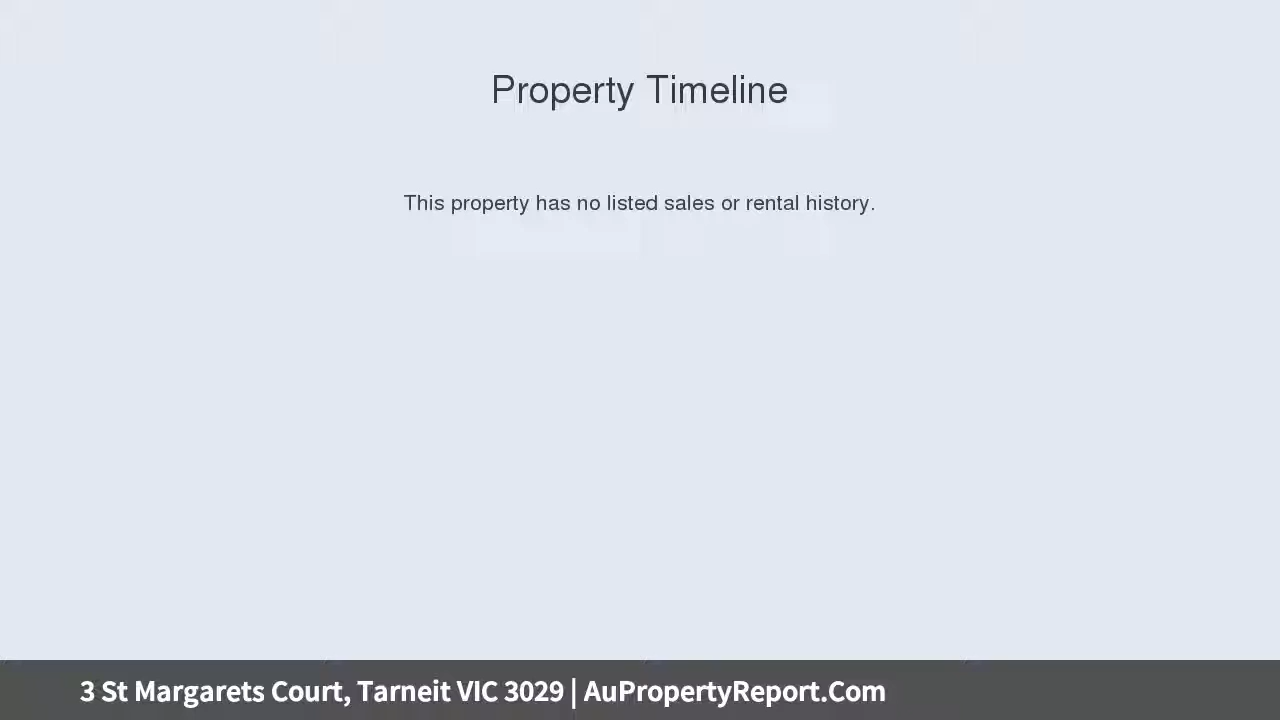 Property Timeline
This property has no listed sales or rental history.
3 St Margarets Court, Tarneit VIC 3029 | AuPropertyReport.Com